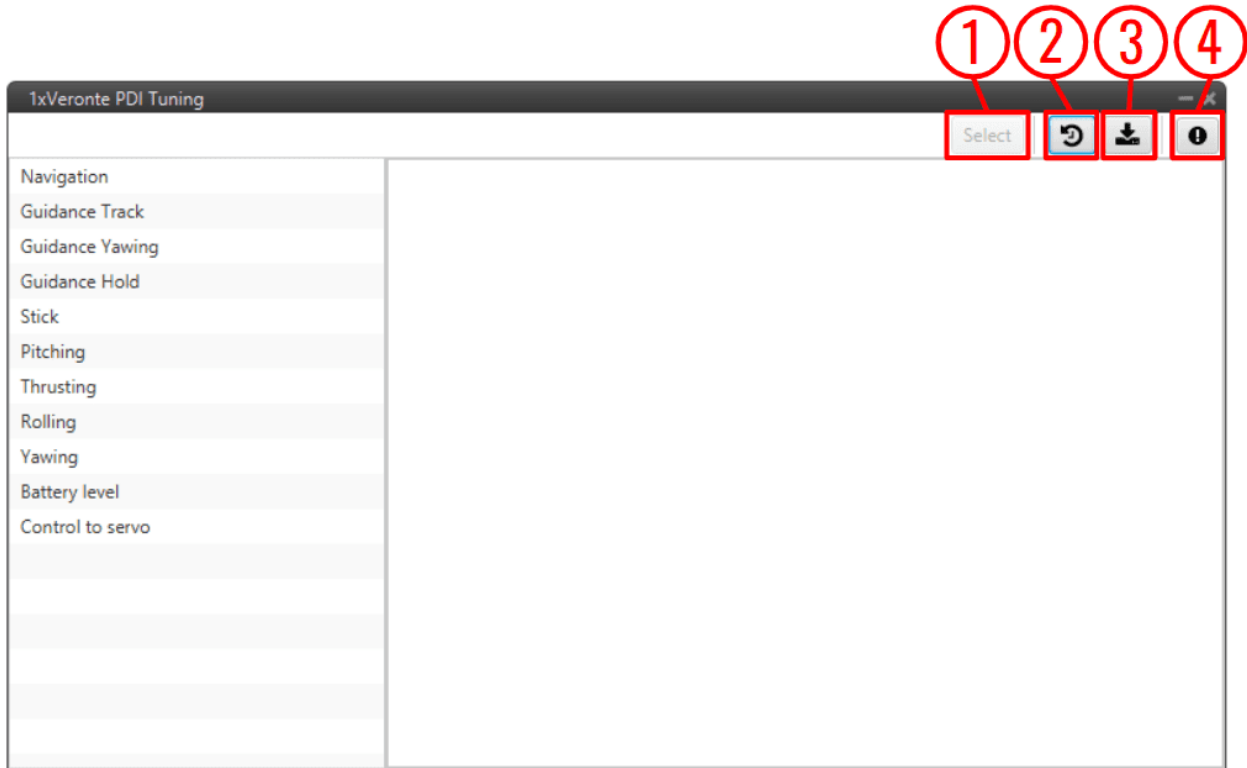 1 2 3 4
1xVeronte PDI Tuning
Select
Navigation
Guidance Track
Guidance Yawing
Guidance Hold
Stick
Pitching
Thrusting
Rolling
Yawing
Battery level
Control to servo